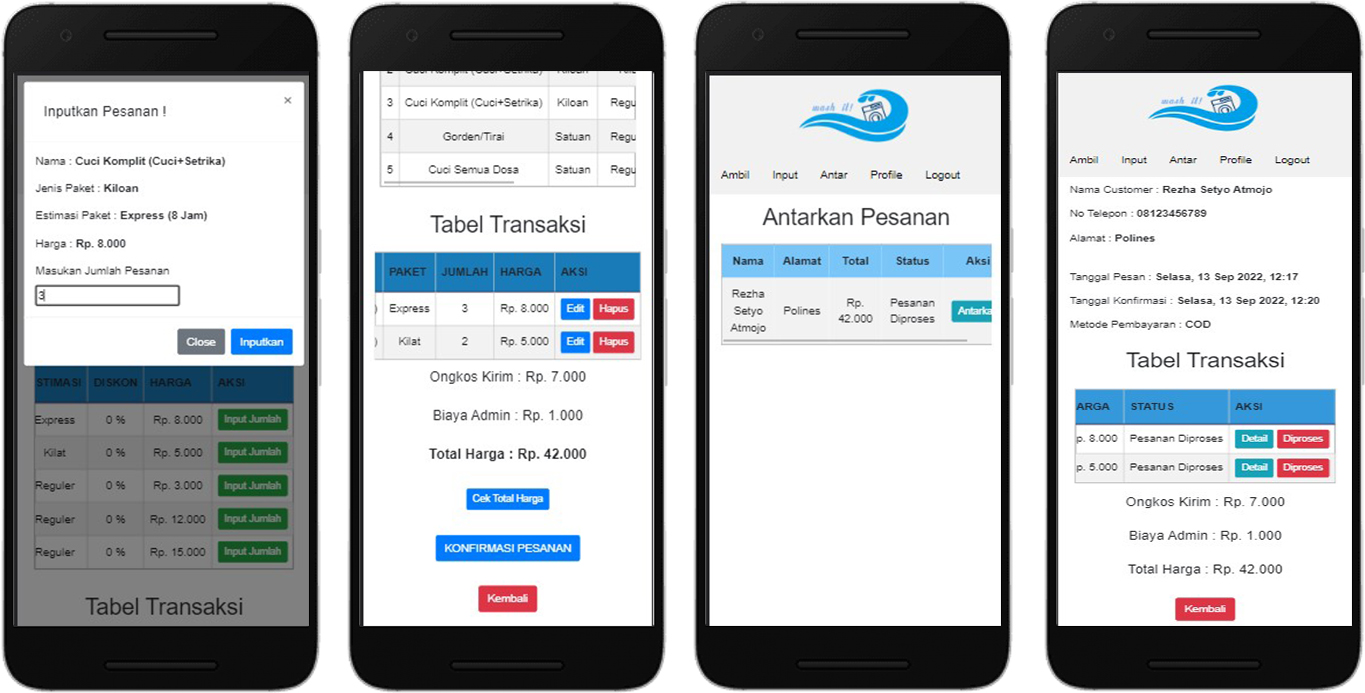 Inputkan Pesanan !
×
Nama : Cuci Komplit (Cuci+Setrika)
Jenis Paket : Kiloan
Estimasi Paket : Express (8 Jam)
Harga : Rp. 8.000
Masukan Jumlah Pesanan
3
Close Inputkan
STIMASI DISKON HARGA AKSI
Express 0 % Rp. 8.000 Input Jumlah
Kilat 0 % Rp. 5.000 Input Jumlah
Reguler 0 % Rp. 3.000 Input Jumlah
Reguler 0 % Rp. 12.000 Input Jumlah
Reguler 0 % Rp. 15.000 Input Jumlah
Tabel Transaksi
3 Cuci Komplit (Cuci+Setrika) Kiloan Regu
4 Gorden/Tirai Satuan Regu
5 Cuci Semua Dosa Satuan Regu
Tabel Transaksi
PAKET JUMLAH HARGA AKSI
) Express 3 Rp. 8.000 Edit Hapus
) Kilat 2 Rp. 5.000 Edit Hapus
Ongkos Kirim : Rp. 7.000
Biaya Admin : Rp. 1.000
Total Harga : Rp. 42.000
Cek Total Harga
KONFIRMASI PESANAN
Kembali
wash it!
Ambil Input Antar Profile Logout
Antarkan Pesanan
Nama Alamat Total Status Aksi
Rezha
Setyo
Atmojo
Polines
Rp.
42.000
Pesanan
Diproses
Antarka
wash it!
Ambil Input Antar Profile Logout
Nama Customer : Rezha Setyo Atmojo
No Telepon : 08123456789
Alamat : Polines
Tanggal Pesan : Selasa, 13 Sep 2022, 12:17
Tanggal Konfirmasi : Selasa, 13 Sep 2022, 12:20
Metode Pembayaran : COD
Tabel Transaksi
ARGA STATUS AKSI
p. 8.000 Pesanan Diproses Detail Diproses
p. 5.000 Pesanan Diproses Detail Diproses
Ongkos Kirim : Rp. 7.000
Biaya Admin : Rp. 1.000
Total Harga : Rp. 42.000
Kembali